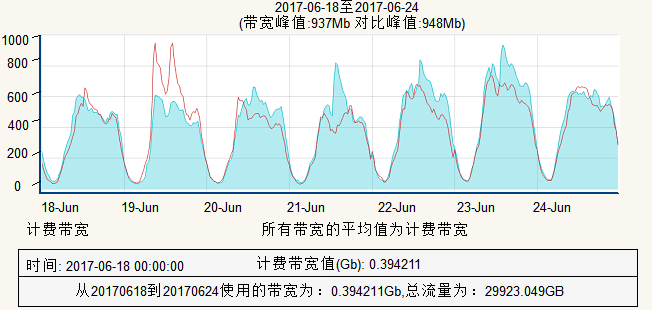 2017-06-18至2017-06-24
(带宽峰值:937Mb 对比峰值:948Mb)
1000
800
600
400
200
0
18-Jun 19-Jun 20-Jun 21-Jun 22-Jun 23-Jun 24-Jun
计费带宽 所有带宽的平均值为计费带宽
时间: 2017-06-18 00:00:00 计费带宽值(Gb): 0.394211
从20170618到20170624使用的带宽为：0.394211Gb,总流量为：29923.049GB